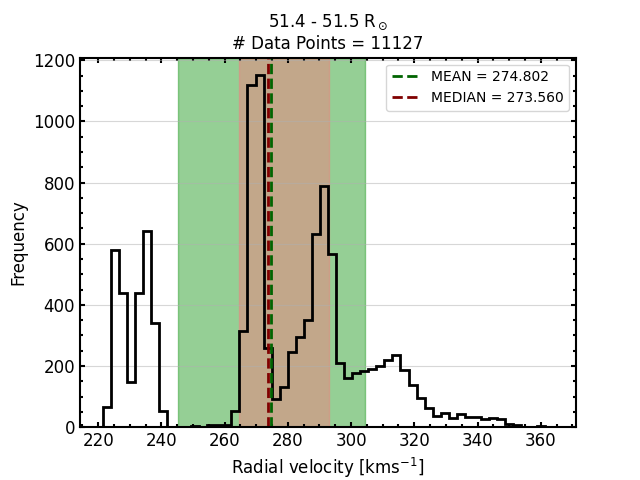 51.4 - 51.5 R⊙
# Data Points = 11127
MEAN = 274.802
MEDIAN = 273.560
Frequency
1200
1000
800
600
400
200
0
220 240 260 280 300 320 340 360
Radial velocity [kms⁻¹]